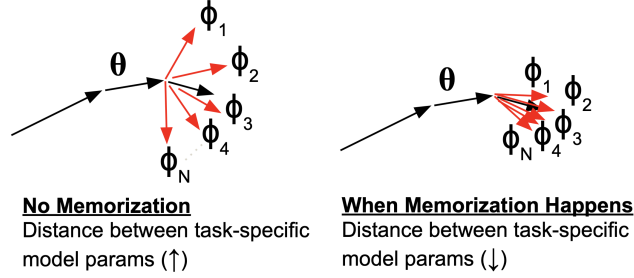 θ
ϕ1
ϕ2
ϕ3
ϕ4
ϕN
No Memorization
Distance between task-specific
model params (↑)
θ
ϕ1
ϕ2
ϕ3
ϕ4
ϕN
When Memorization Happens
Distance between task-specific
model params (↓)